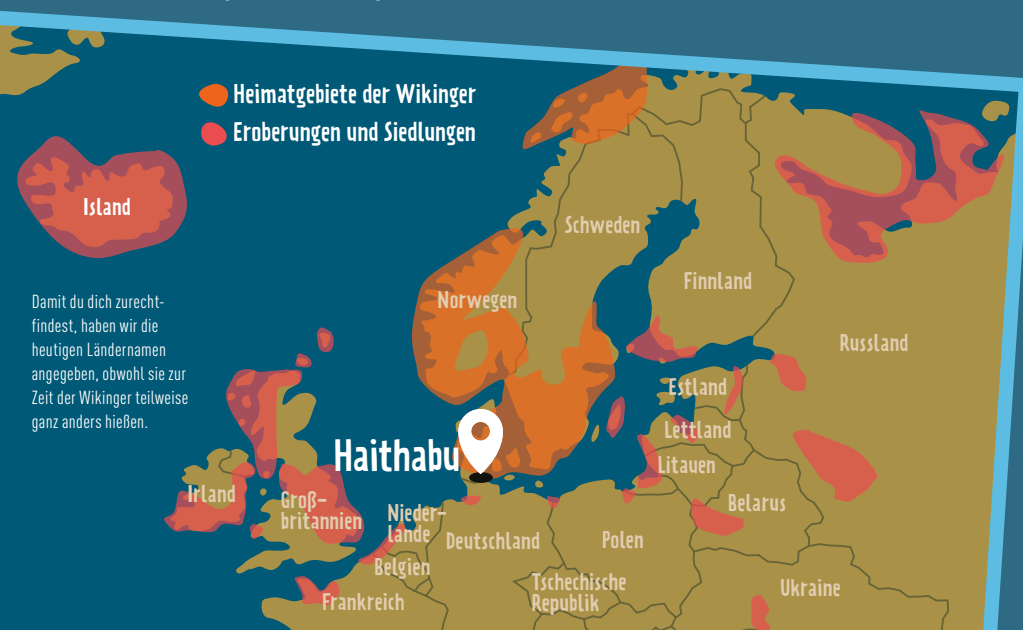 Heimatgebiete der Wikinger
Eroberungen und Siedlungen
Island
Schweden
Finnland
Norwegen
Russland
Damit du dich zurecht-
findest, haben wir die
heutigen Ländernamen
angegeben, obwohl sie zur
Zeit der Wikinger teilweise
ganz anders hießen.
Estland
Lettland
Litauen
Haithabu
Irland
Groß-
britannien
Nieder-
lande
Belarus
Deutschland
Polen
Belgien
Tschechische
Republik
Ukraine
Frankreich